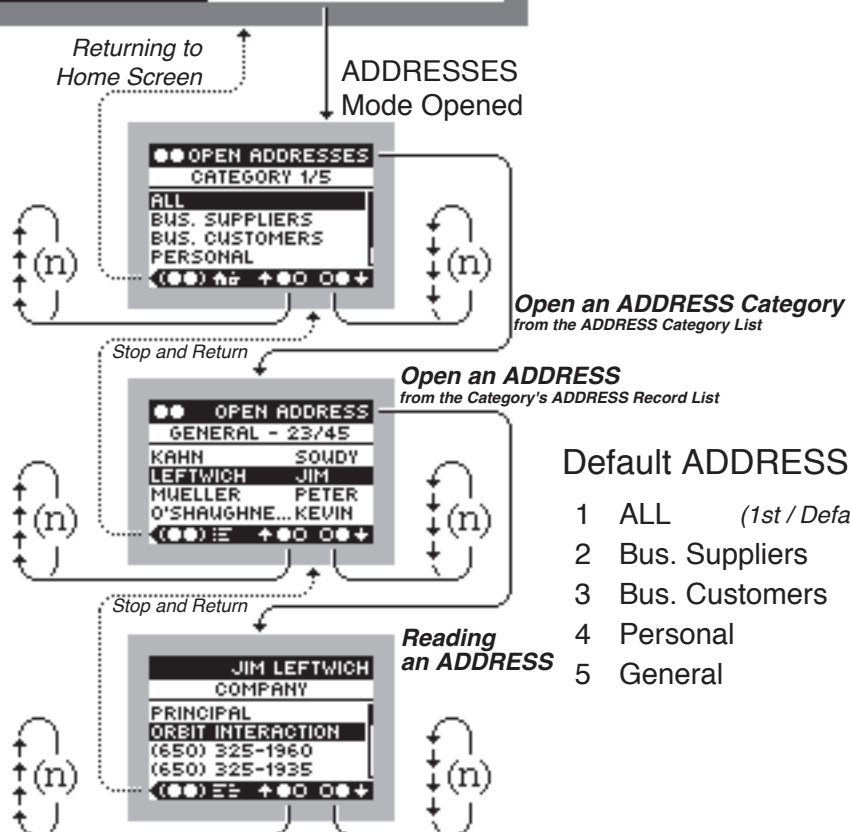 Returning to
Home Screen
ADDRESSES
Mode Opened
OPEN ADDRESSES
CATEGORY 1/5
ALL
BUS. SUPPLIERS
BUS. CUSTOMERS
PERSONAL
(n)
(n)
Open an ADDRESS Category
from the ADDRESS Category List
Stop and Return
Open an ADDRESS
from the Category's ADDRESS Record List
OPEN ADDRESS
GENERAL - 23/45
KAHN SOUDY
LEFTWICH JIM
MUELLER PETER
O'SHAUGHNE... KEVIN
(n)
(n)
Default ADDRESS
1 ALL (1st / Defa
2 Bus. Suppliers
3 Bus. Customers
4 Personal
5 General
Stop and Return
Reading
an ADDRESS
JIM LEFTWICH
COMPANY
PRINCIPAL
ORBIT INTERACTION
(650) 325-1960
(650) 325-1935
(n)
(n)